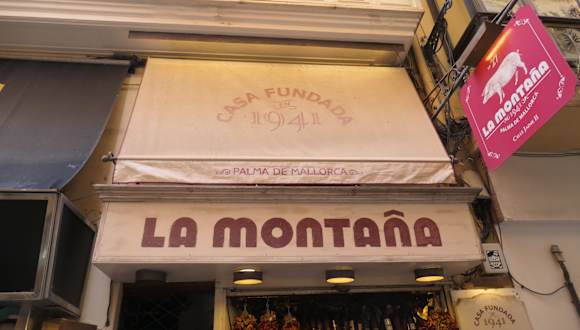 CASA FUNDADA
EN
1941
PALMA DE MALLORCA
LA MONTAÑA
LA MONTAÑA
PALMA DE MALLORCA
CASA FUNDADA
1941